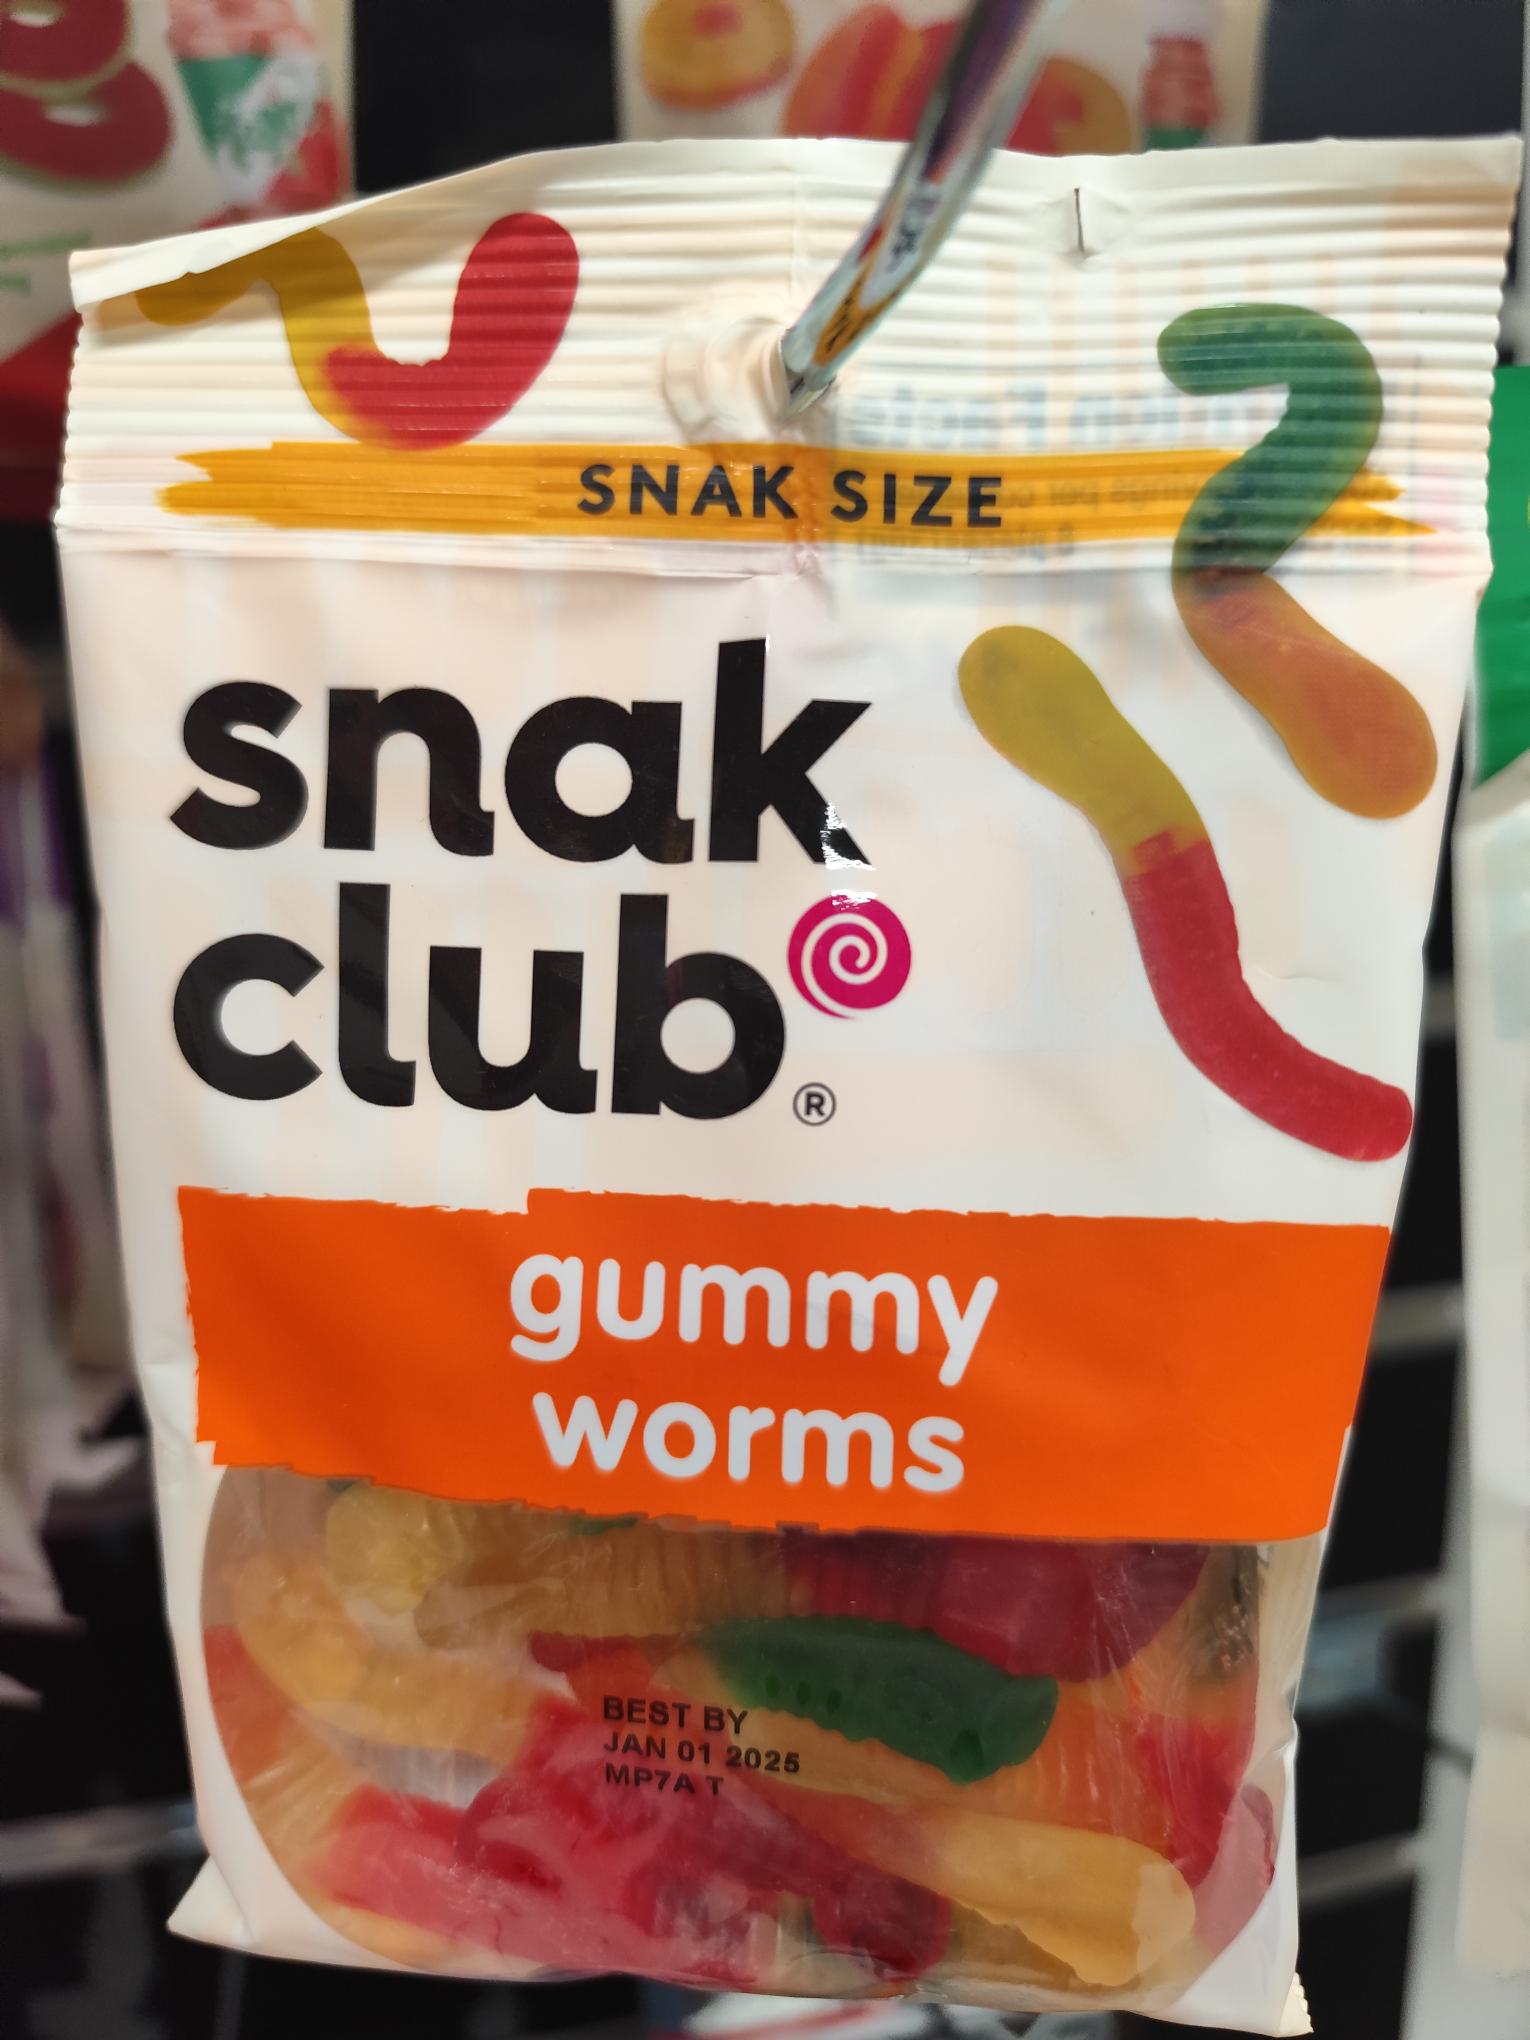 SNAK SIZE
snak
club
®
gummy
worms
BEST BY
JAN 01 2025
MP7A T